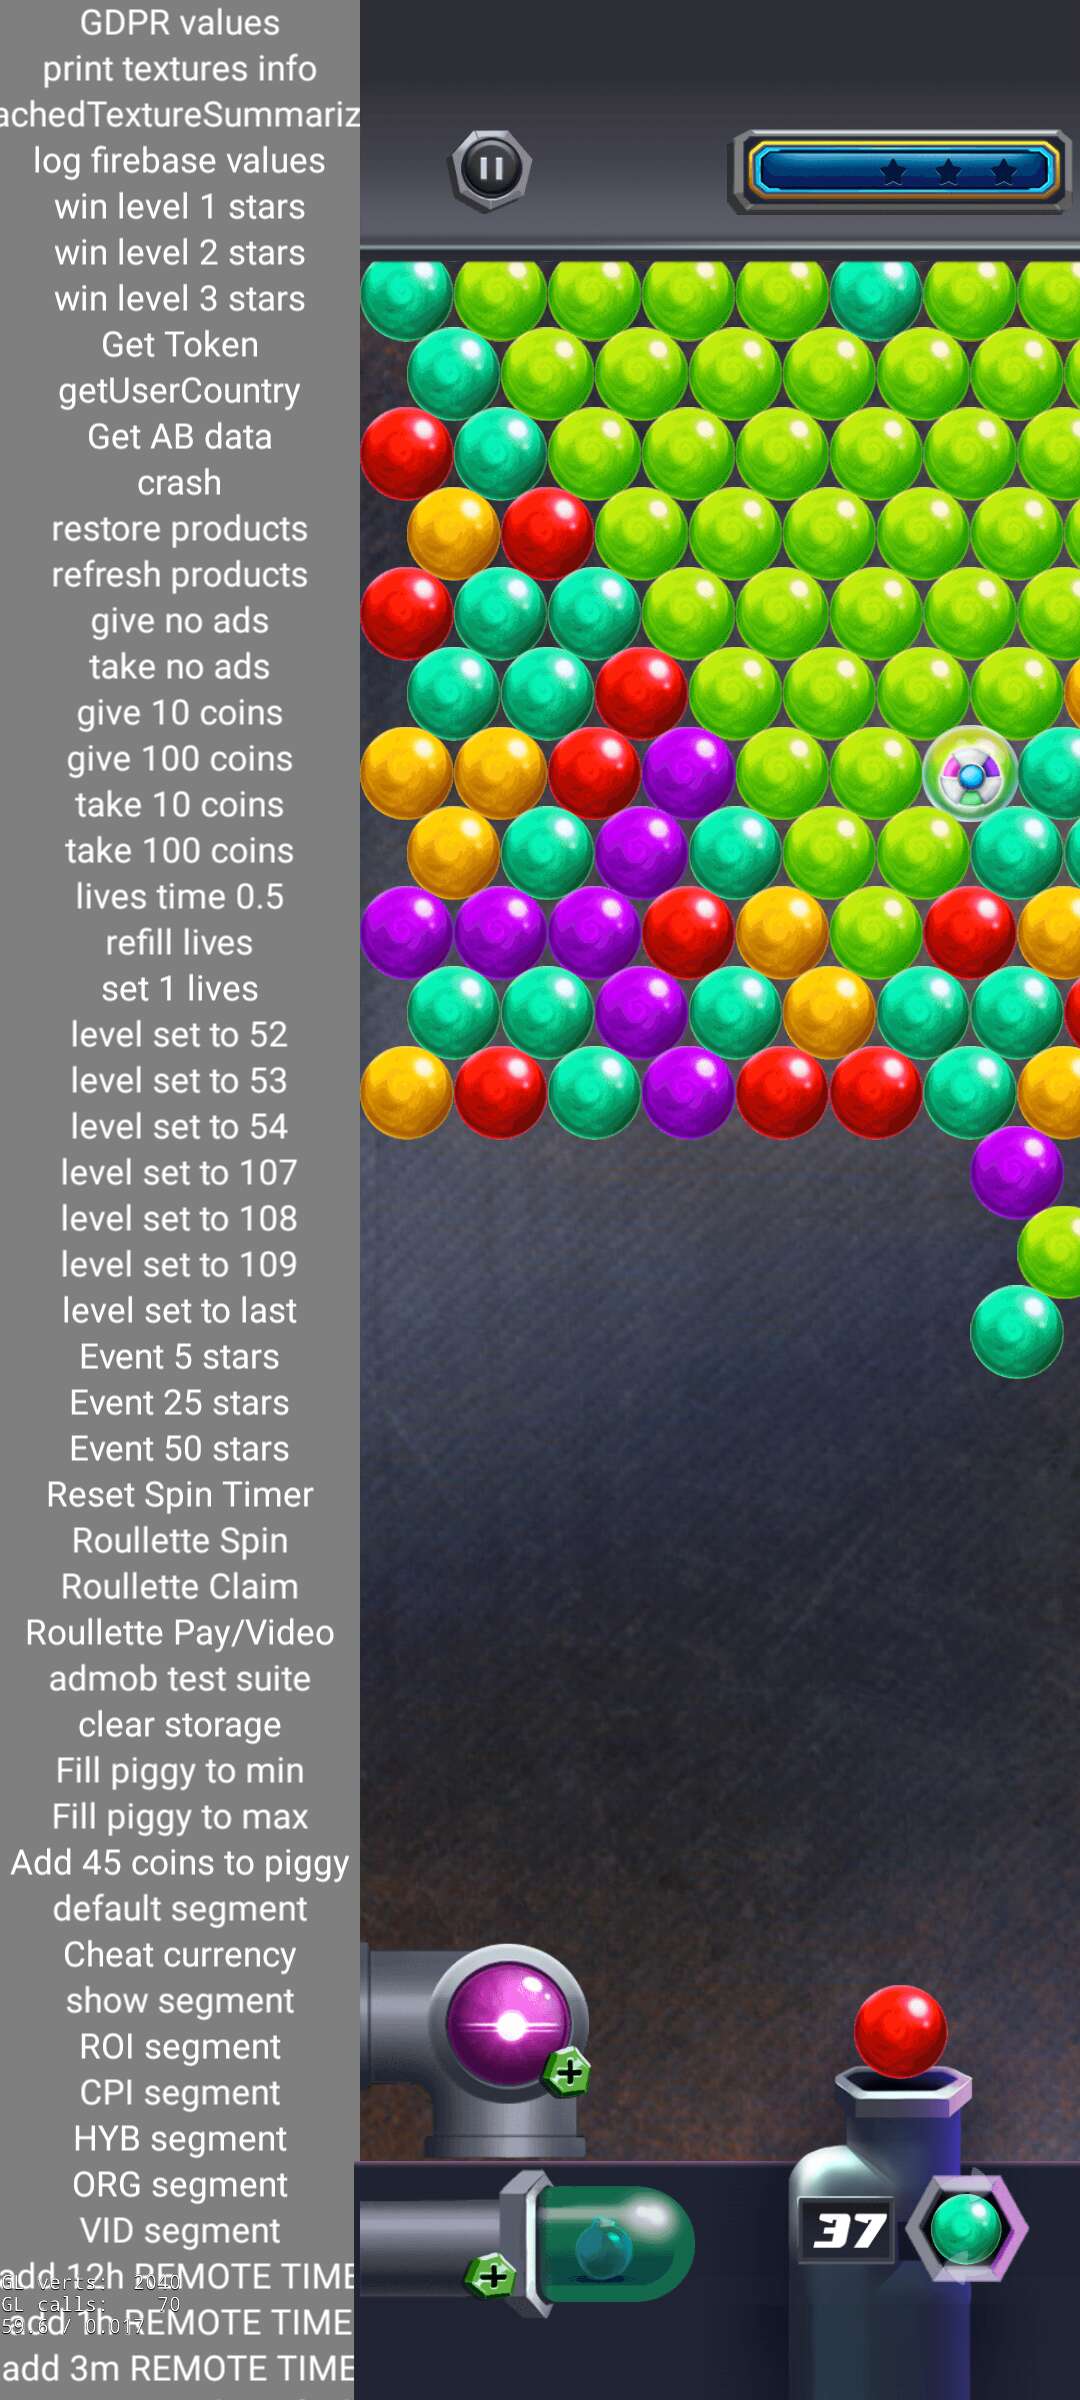 GDPR values
print textures info
achedTextureSummariz
log firebase values
win level 1 stars
win level 2 stars
win level 3 stars
Get Token
getUserCountry
Get AB data
crash
restore products
refresh products
give no ads
take no ads
give 10 coins
give 100 coins
take 10 coins
take 100 coins
lives time 0.5
refill lives
set 1 lives
level set to 52
level set to 53
level set to 54
level set to 107
level set to 108
level set to 109
level set to last
Event 5 stars
Event 25 stars
Event 50 stars
Reset Spin Timer
Roullette Spin
Roullette Claim
Roullette Pay/Video
admob test suite
clear storage
Fill piggy to min
Fill piggy to max
Add 45 coins to piggy
default segment
Cheat currency
show segment
ROI segment
CPI segment
HYB segment
ORG segment
VID segment
37
add 12h REMOTE TIME
GL verts: 2040
GL calls: 70
add 1h REMOTE TIME
59.6 / 0.017
add 3m REMOTE TIME